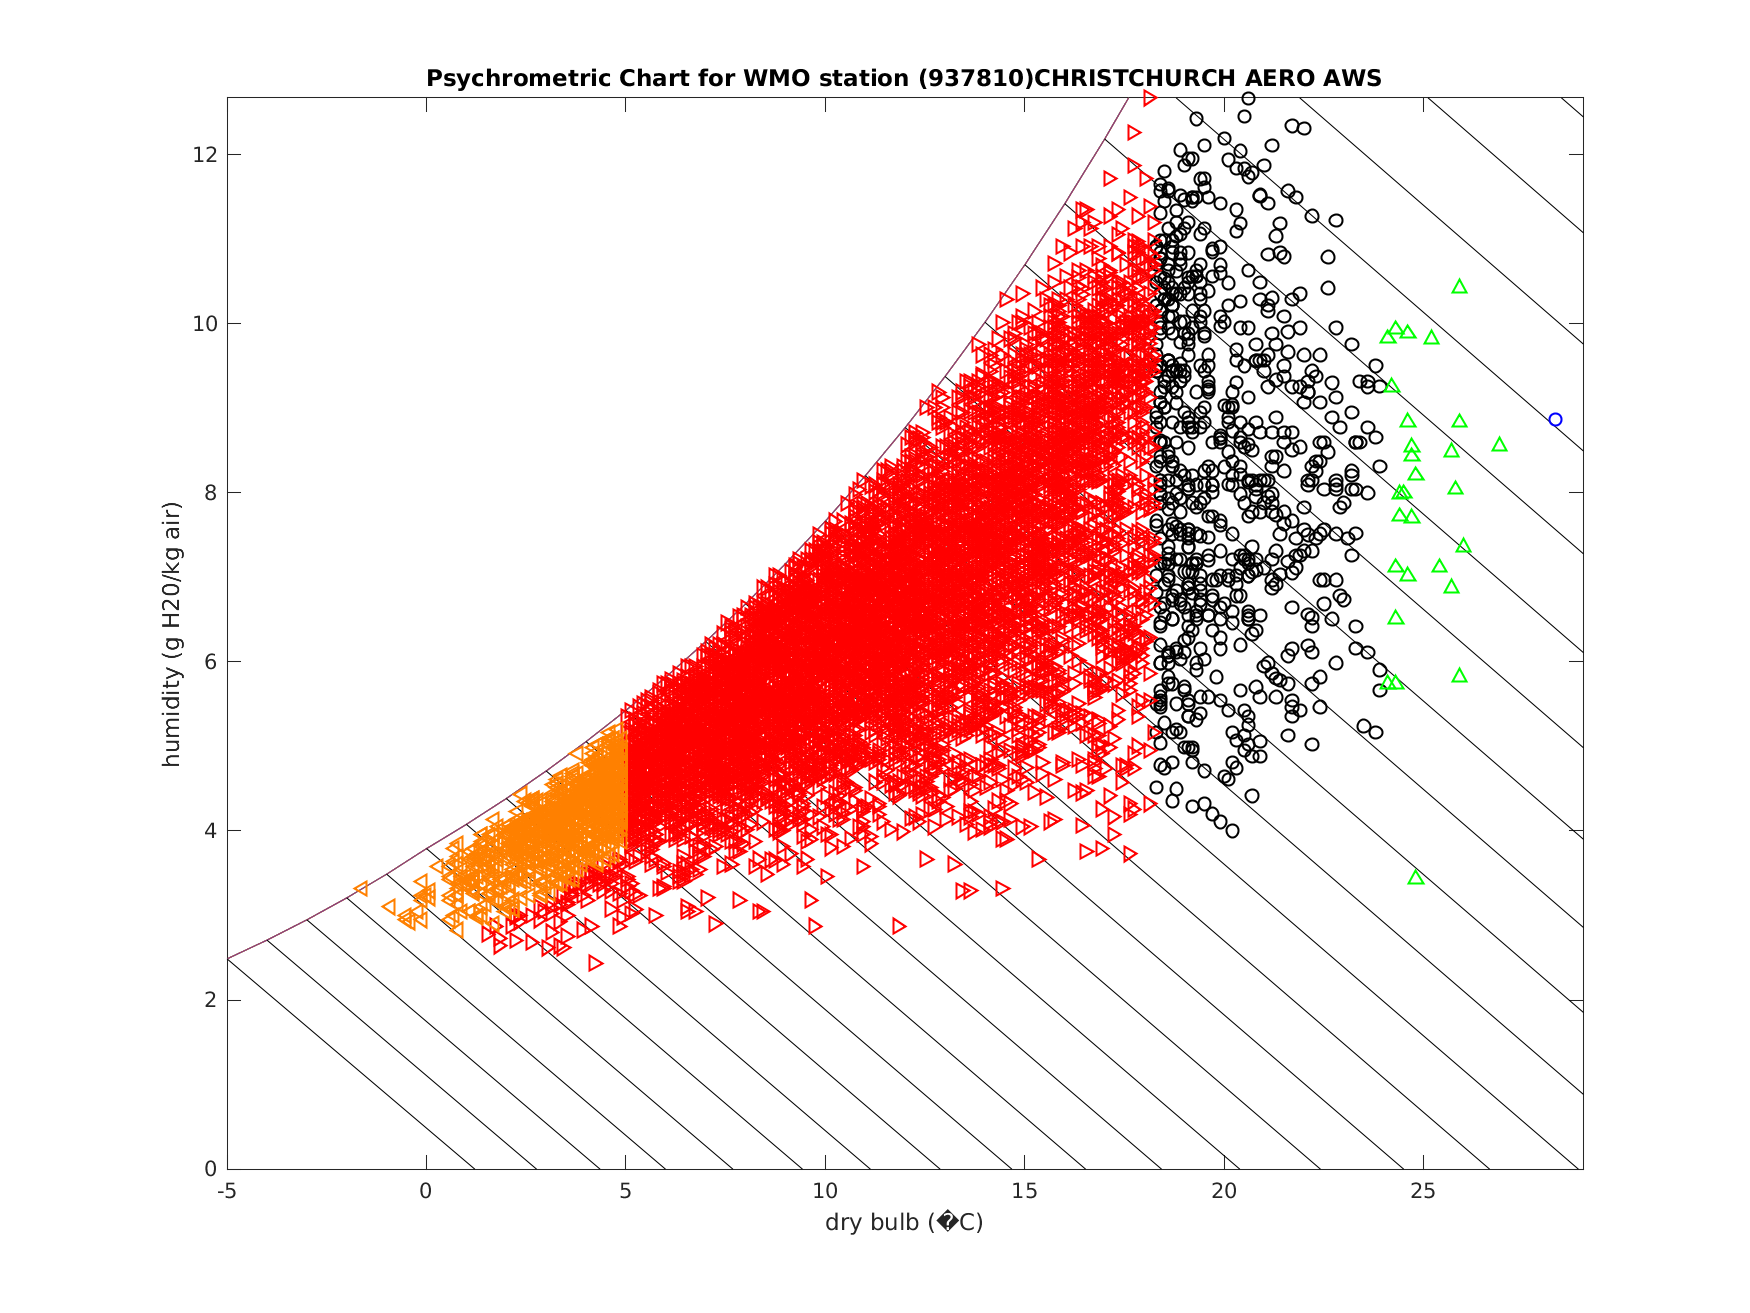 Psychrometric Chart for WMO station (937810)CHRISTCHURCH AERO AWS
12
10
8
6
4
2
0
humidity (g H20/kg air)
-5 0 5 10 15 20 25
dry bulb (�C)